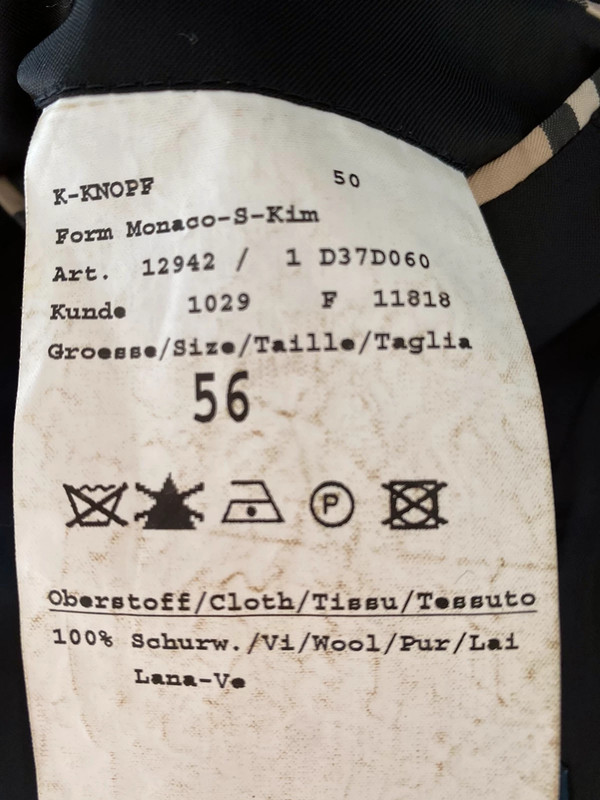 K-KNOPF 50
Form Monaco-S-Kim
Art. 12942 / 1 D37D060
Kunde 1029 F 11818
Groesse/Size/Taille/Taglia
56
P
Oberstoff/Cloth/Tissu/Tessuto
100% Schurw./Vi/Wool/Pur/Lai
Lana-Ve